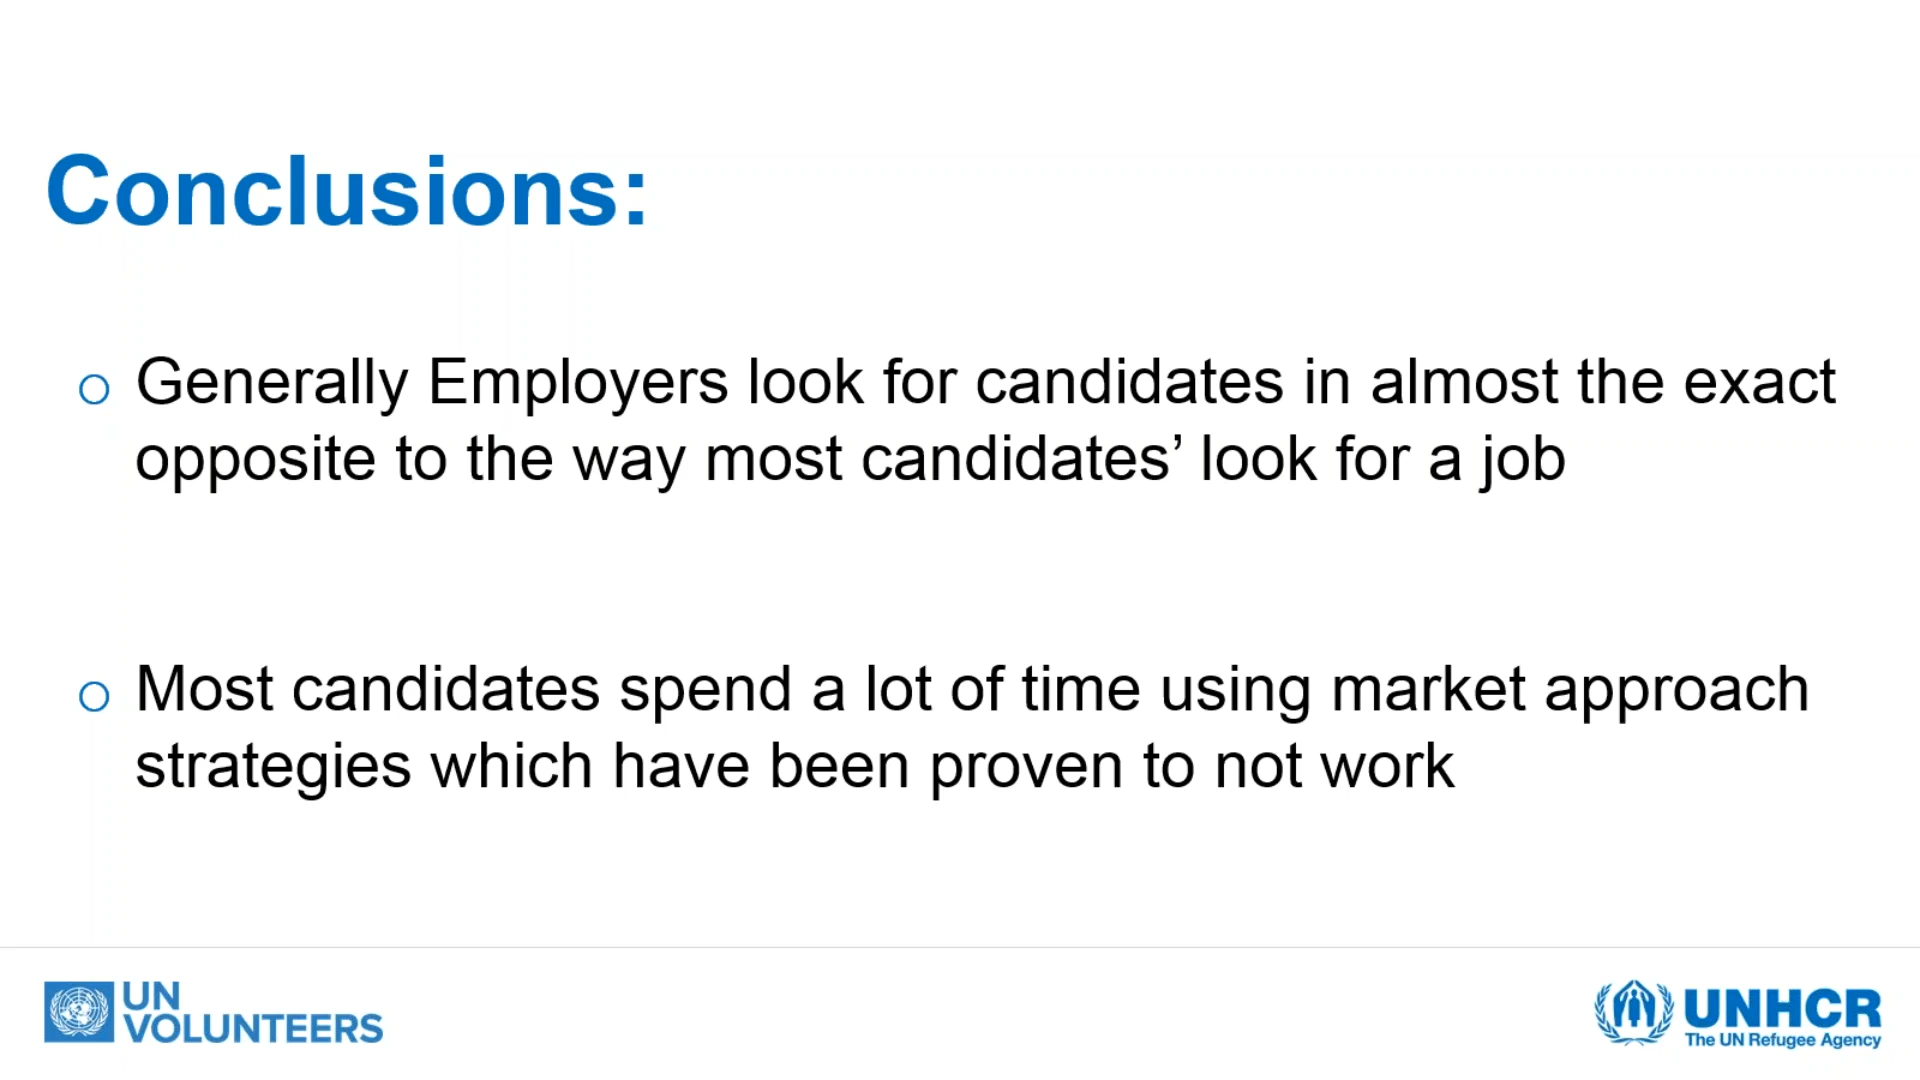 Conclusions:
Generally Employers look for candidates in almost the exact
opposite to the way most candidates’ look for a job
Most candidates spend a lot of time using market approach
strategies which have been proven to not work
UN
VOLUNTEERS
UNHCR
The UN Refugee Agency